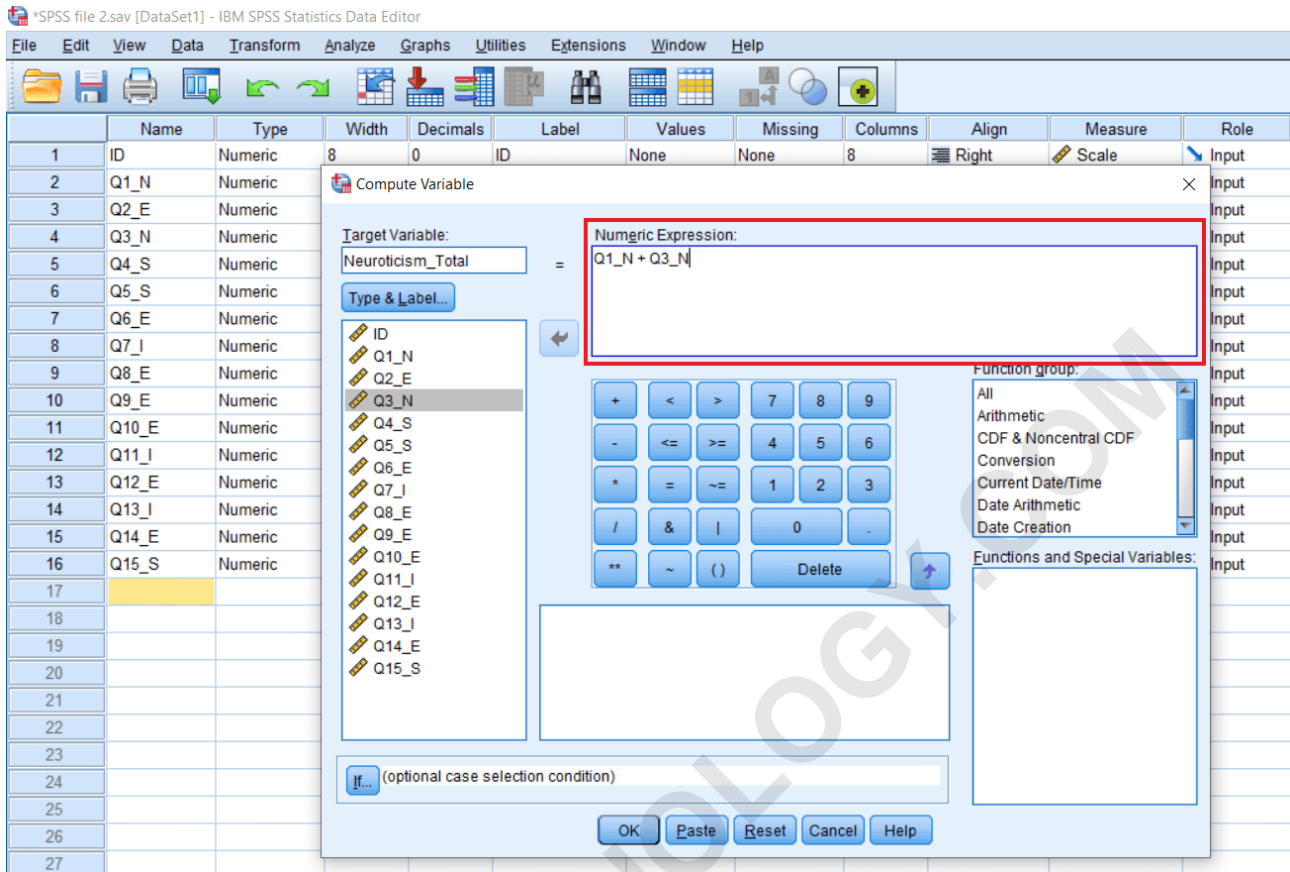 *SPSS file 2.sav [DataSet1] - IBM SPSS Statistics Data Editor
File Edit View Data Transform Analyze Graphs Utilities Extensions Window Help
Name Type Width Decimals Label Values Missing Columns Align Measure Role
1 ID Numeric 8 0 ID None None 8 Right Scale Input
2 Q1_N Numeric Input
3 Q2_E Numeric Input
4 Q3_N Numeric Input
5 Q4_S Numeric Input
6 Q5_S Numeric Input
7 Q6_E Numeric Input
8 Q7_I Numeric Input
9 Q8_E Numeric Input
10 Q9_E Numeric Input
11 Q10_E Numeric Input
12 Q11_I Numeric Input
13 Q12_E Numeric Input
14 Q13_I Numeric Input
15 Q14_E Numeric Input
16 Q15_S Numeric Input
17
18
19
20
21
22
23
24
25
26
27
Compute Variable
Target Variable:
Neuroticism_Total
=
Numeric Expression:
Q1_N + Q3_N
Type & Label...
ID
Q1_N
Q2_E
Q3_N
Q4_S
Q5_S
Q6_E
Q7_I
Q8_E
Q9_E
Q10_E
Q11_I
Q12_E
Q13_I
Q14_E
Q15_S
+ < > 7 8 9
- <= >= 4 5 6
* = ~= 1 2 3
/ & | 0 .
** ~ ( ) Delete
Function group:
All
Arithmetic
CDF & Noncentral CDF
Conversion
Current Date/Time
Date Arithmetic
Date Creation
Functions and Special Variables:
If... (optional case selection condition)
OK Paste Reset Cancel Help
OLOGY.COM